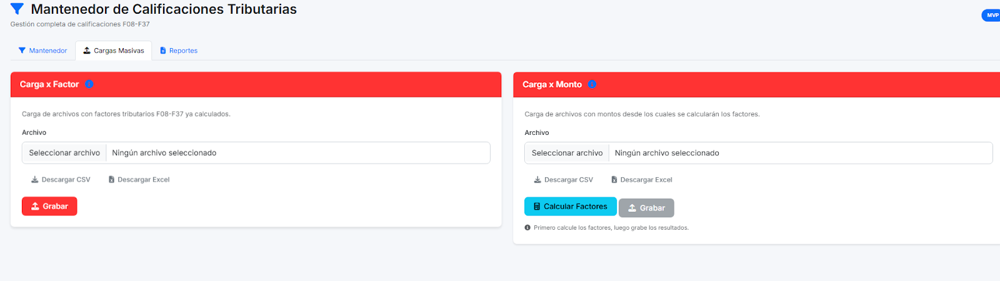 Mantenedor de Calificaciones Tributarias
MVP
Gestión completa de calificaciones F08-F37
Mantenedor Cargas Masivas Reportes
Carga x Factor
Carga de archivos con factores tributarios F08-F37 ya calculados.
Archivo
Seleccionar archivo Ningún archivo seleccionado
Descargar CSV Descargar Excel
Grabar
Carga x Monto
Carga de archivos con montos desde los cuales se calcularán los factores.
Archivo
Seleccionar archivo Ningún archivo seleccionado
Descargar CSV Descargar Excel
Calcular Factores Grabar
Primero calcule los factores, luego grabe los resultados.